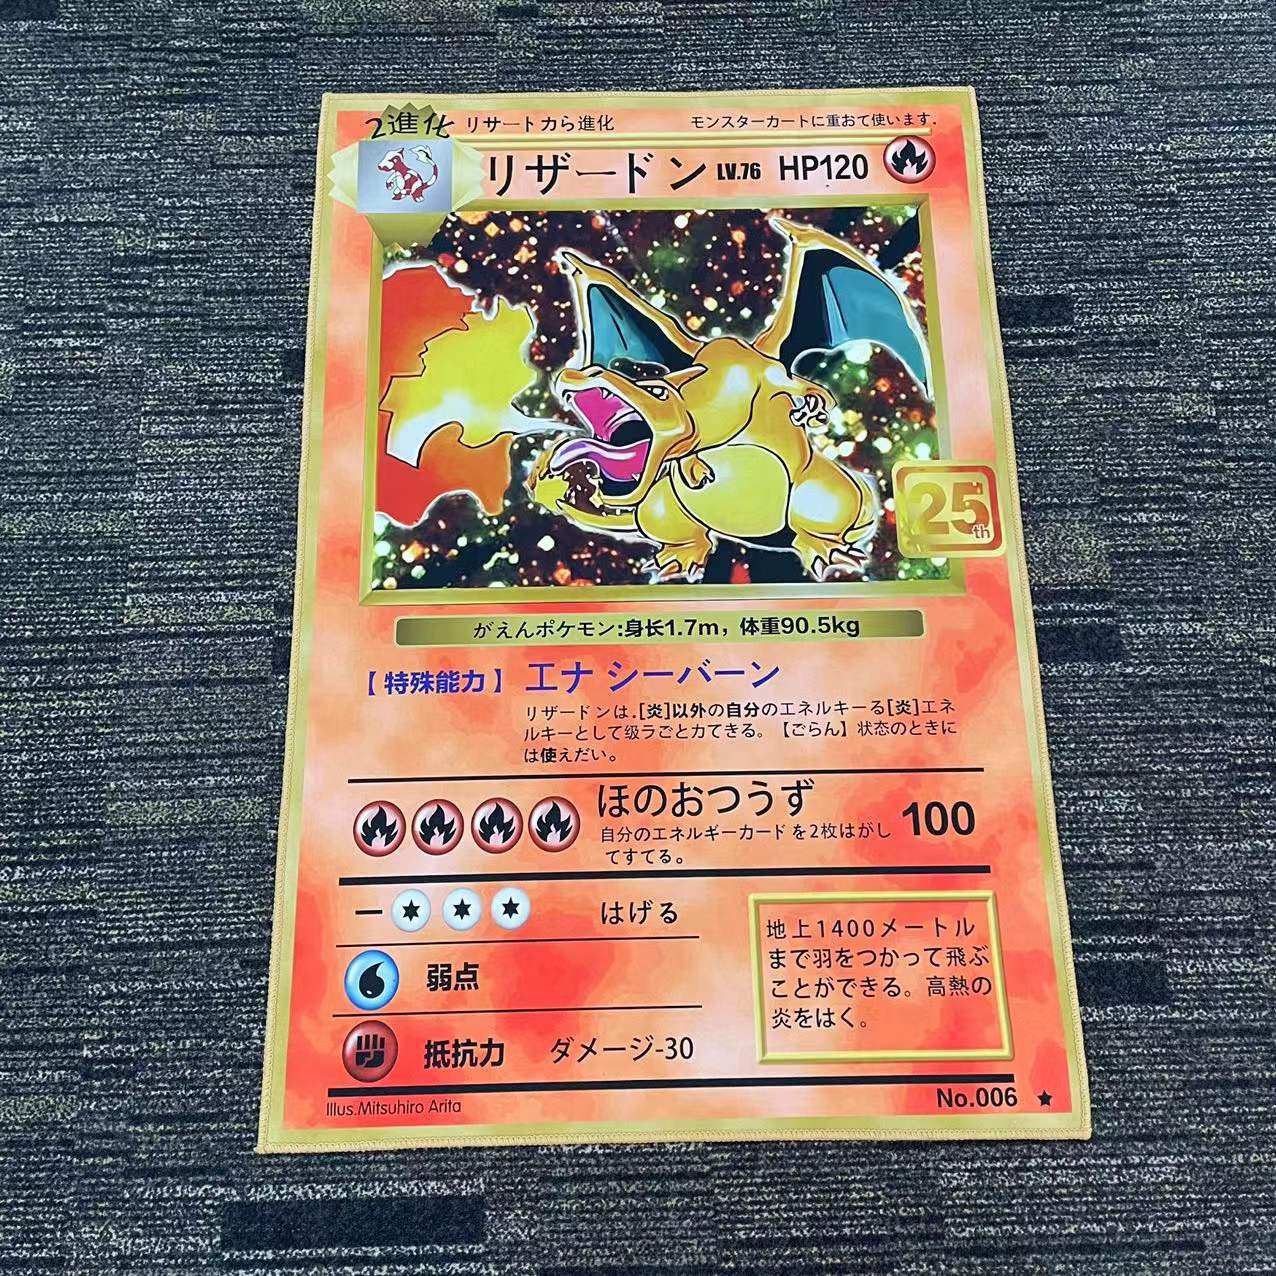 2進化 リサートカら進化 モンスターカートに重おて使います.
リザードン LV.76 HP120
25th
がえんポケモン:身长1.7m，体重90.5kg
【特殊能力】 エナ シーバーン
リザードンは.[炎]以外の自分のエネルキーる[炎]エネ
ルキーとして级ラごとカてきる。【ごらん】状态のときに
は使えだい。
ほのおつうず 100
自分のエネルギーカードを2枚はがし
てすてる。
はげる
弱点
抵抗力 ダメージ-30
地上1400メートル
まで羽をつかって飛ぶ
ことができる。高熱の
炎をはく。
Illus.Mitsuhiro Arita
No.006 ★